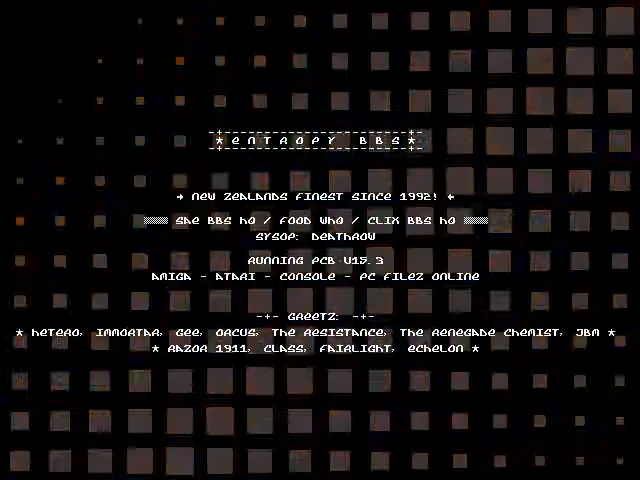 * ENTROPY BBS *
→ NEW ZEALANDS FINEST SINCE 1992! ←
SAE BBS HQ / FOOD WHQ / CLIX BBS HQ
SYSOP: DEATHROW
RUNNING PCB V15.3
AMIGA - ATARI - CONSOLE - PC FILEZ ONLINE
-+- GREETZ: -+-
* HETERO, IMMORTAR, GEE, ORCUS, THE RESISTANCE, THE RENEGADE CHEMIST, JBM *
* RAZOR 1911, CLASS, FAIRLIGHT, ECHELON *